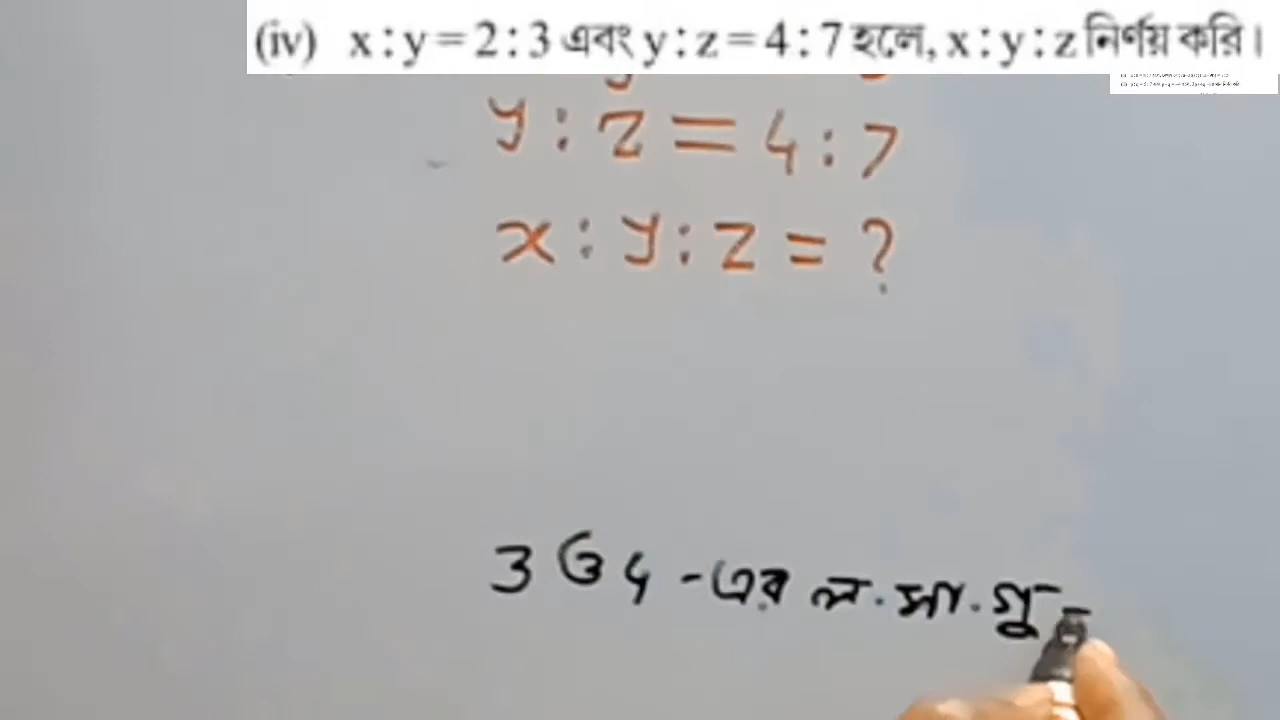 (iv) x : y = 2 : 3 এবং y : z = 4 : 7 হলে, x : y : z নির্ণয় করি।
y : z = 4 : 7
x : y : z = ?
3 ও 4 - এর ল. সা. গু =